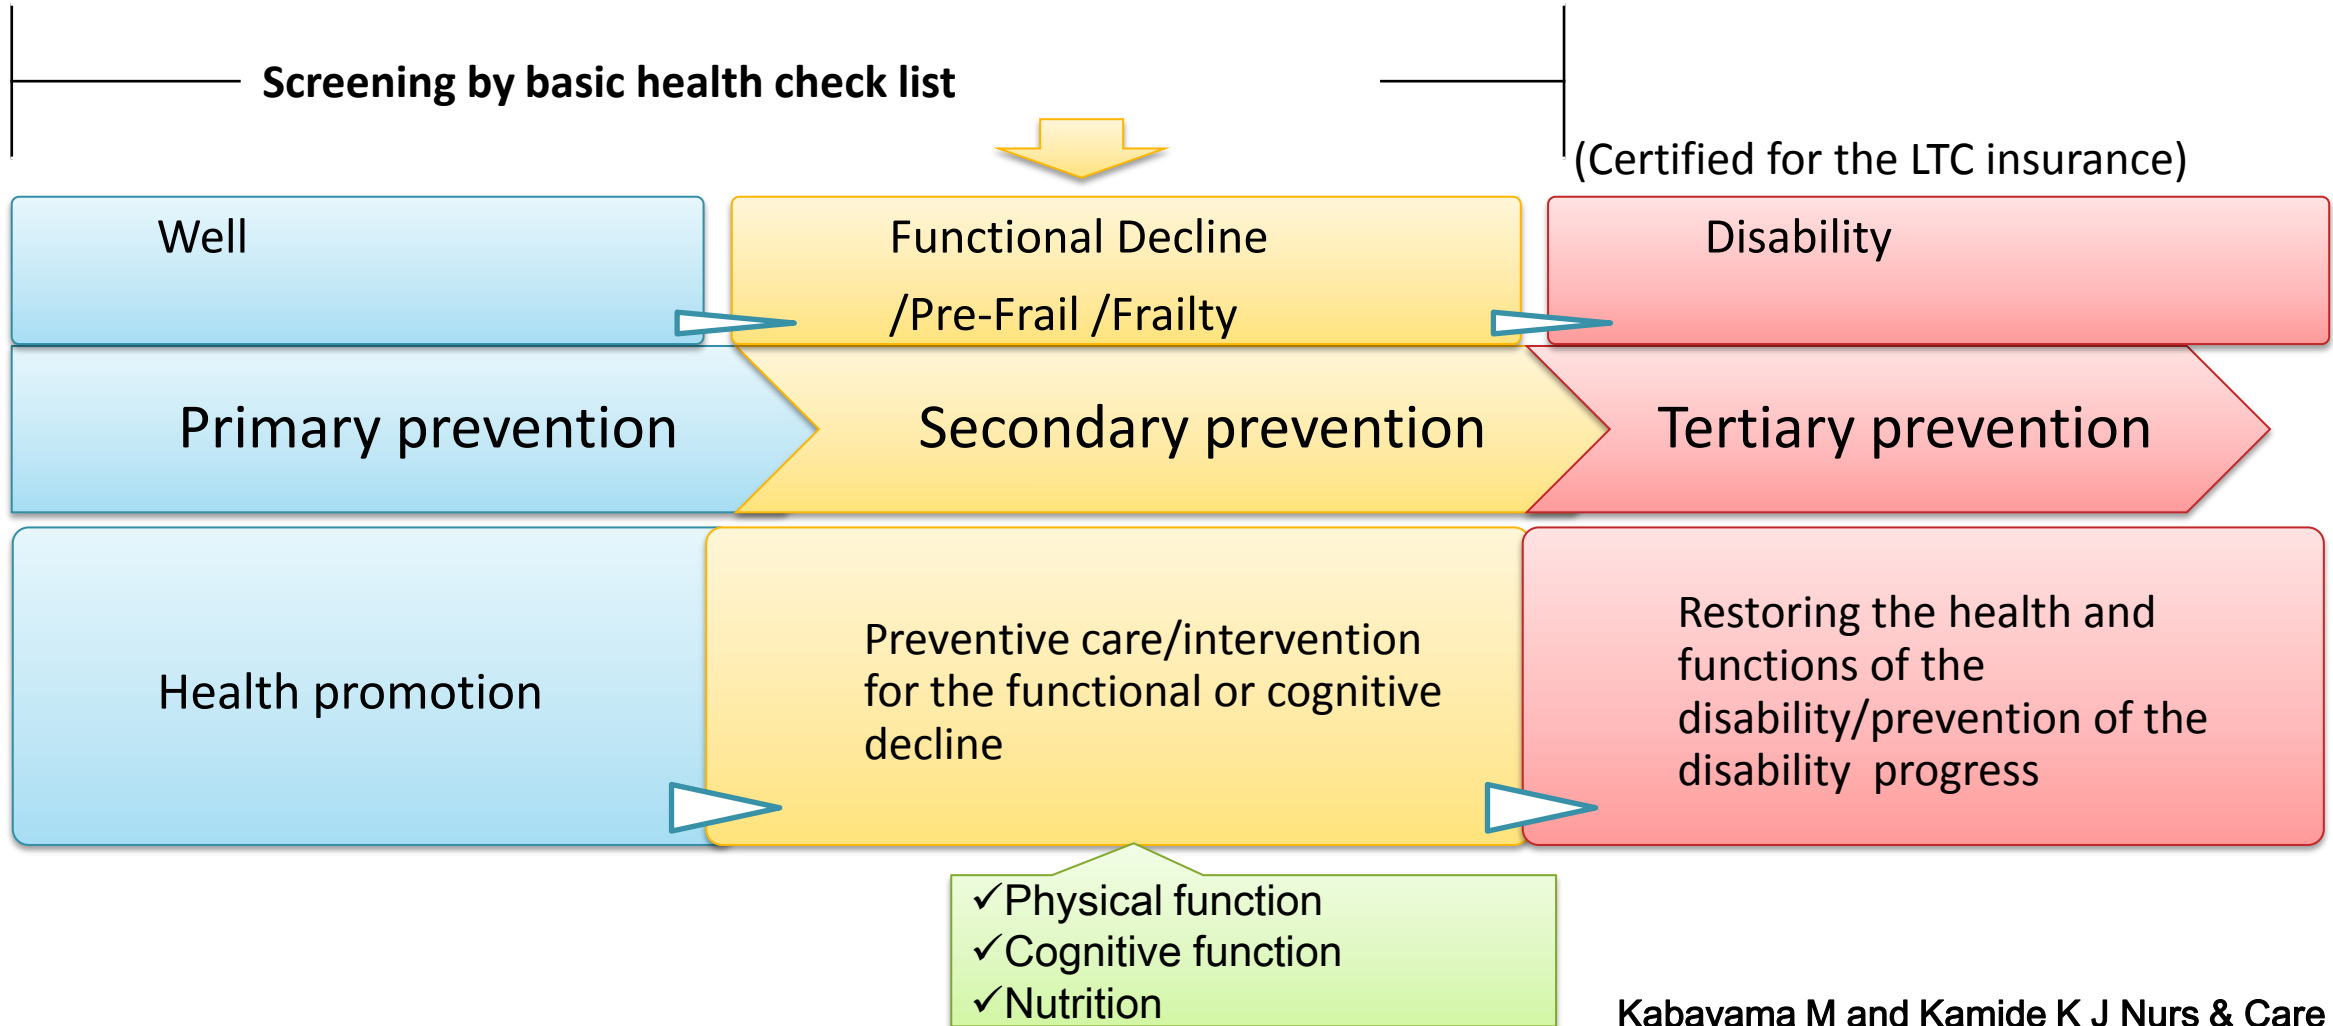 Screening by basic health check list
(Certified for the LTC insurance)
Well
Functional Decline
/Pre-Frail /Frailty
Disability
Primary prevention
Secondary prevention
Tertiary prevention
Health promotion
Preventive care/intervention
for the functional or cognitive
decline
Restoring the health and
functions of the
disability/prevention of the
disability progress
✓Physical function
✓Cognitive function
✓Nutrition
Kabayama M and Kamide K J Nurs & Care